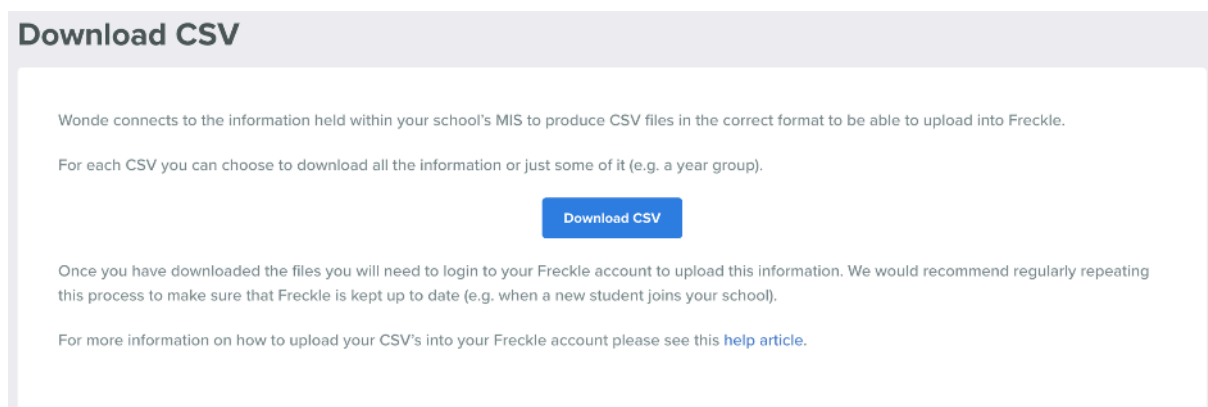 Download CSV
Wonde connects to the information held within your school's MIS to produce CSV files in the correct format to be able to upload into Freckle.
For each CSV you can choose to download all the information or just some of it (e.g. a year group).
Download CSV
Once you have downloaded the files you will need to login to your Freckle account to upload this information. We would recommend regularly repeating
this process to make sure that Freckle is kept up to date (e.g. when a new student joins your school).
For more information on how to upload your CSV's into your Freckle account please see this help article.